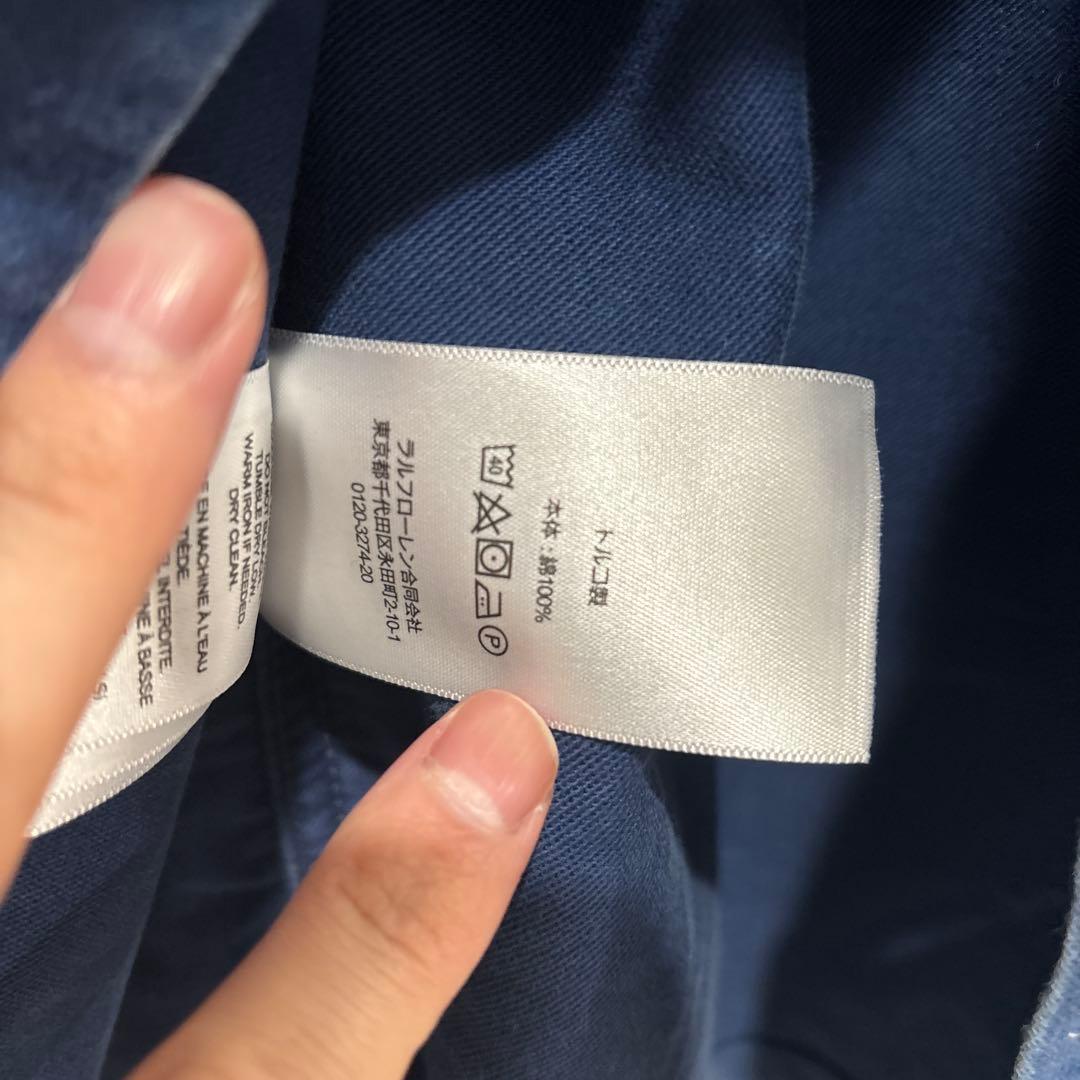 トルコ製
本体：綿100%
40
P
ラルフローレン合同会社
東京都千代田区永田町2-10-1
0120-3274-20
DO NOT
TUMBLE DRY LOW.
WARM IRON IF NEEDED
DRY CLEAN.
EN MACHINE À L'EAU
TIÈDE.
INTERDITE.
À BASSE